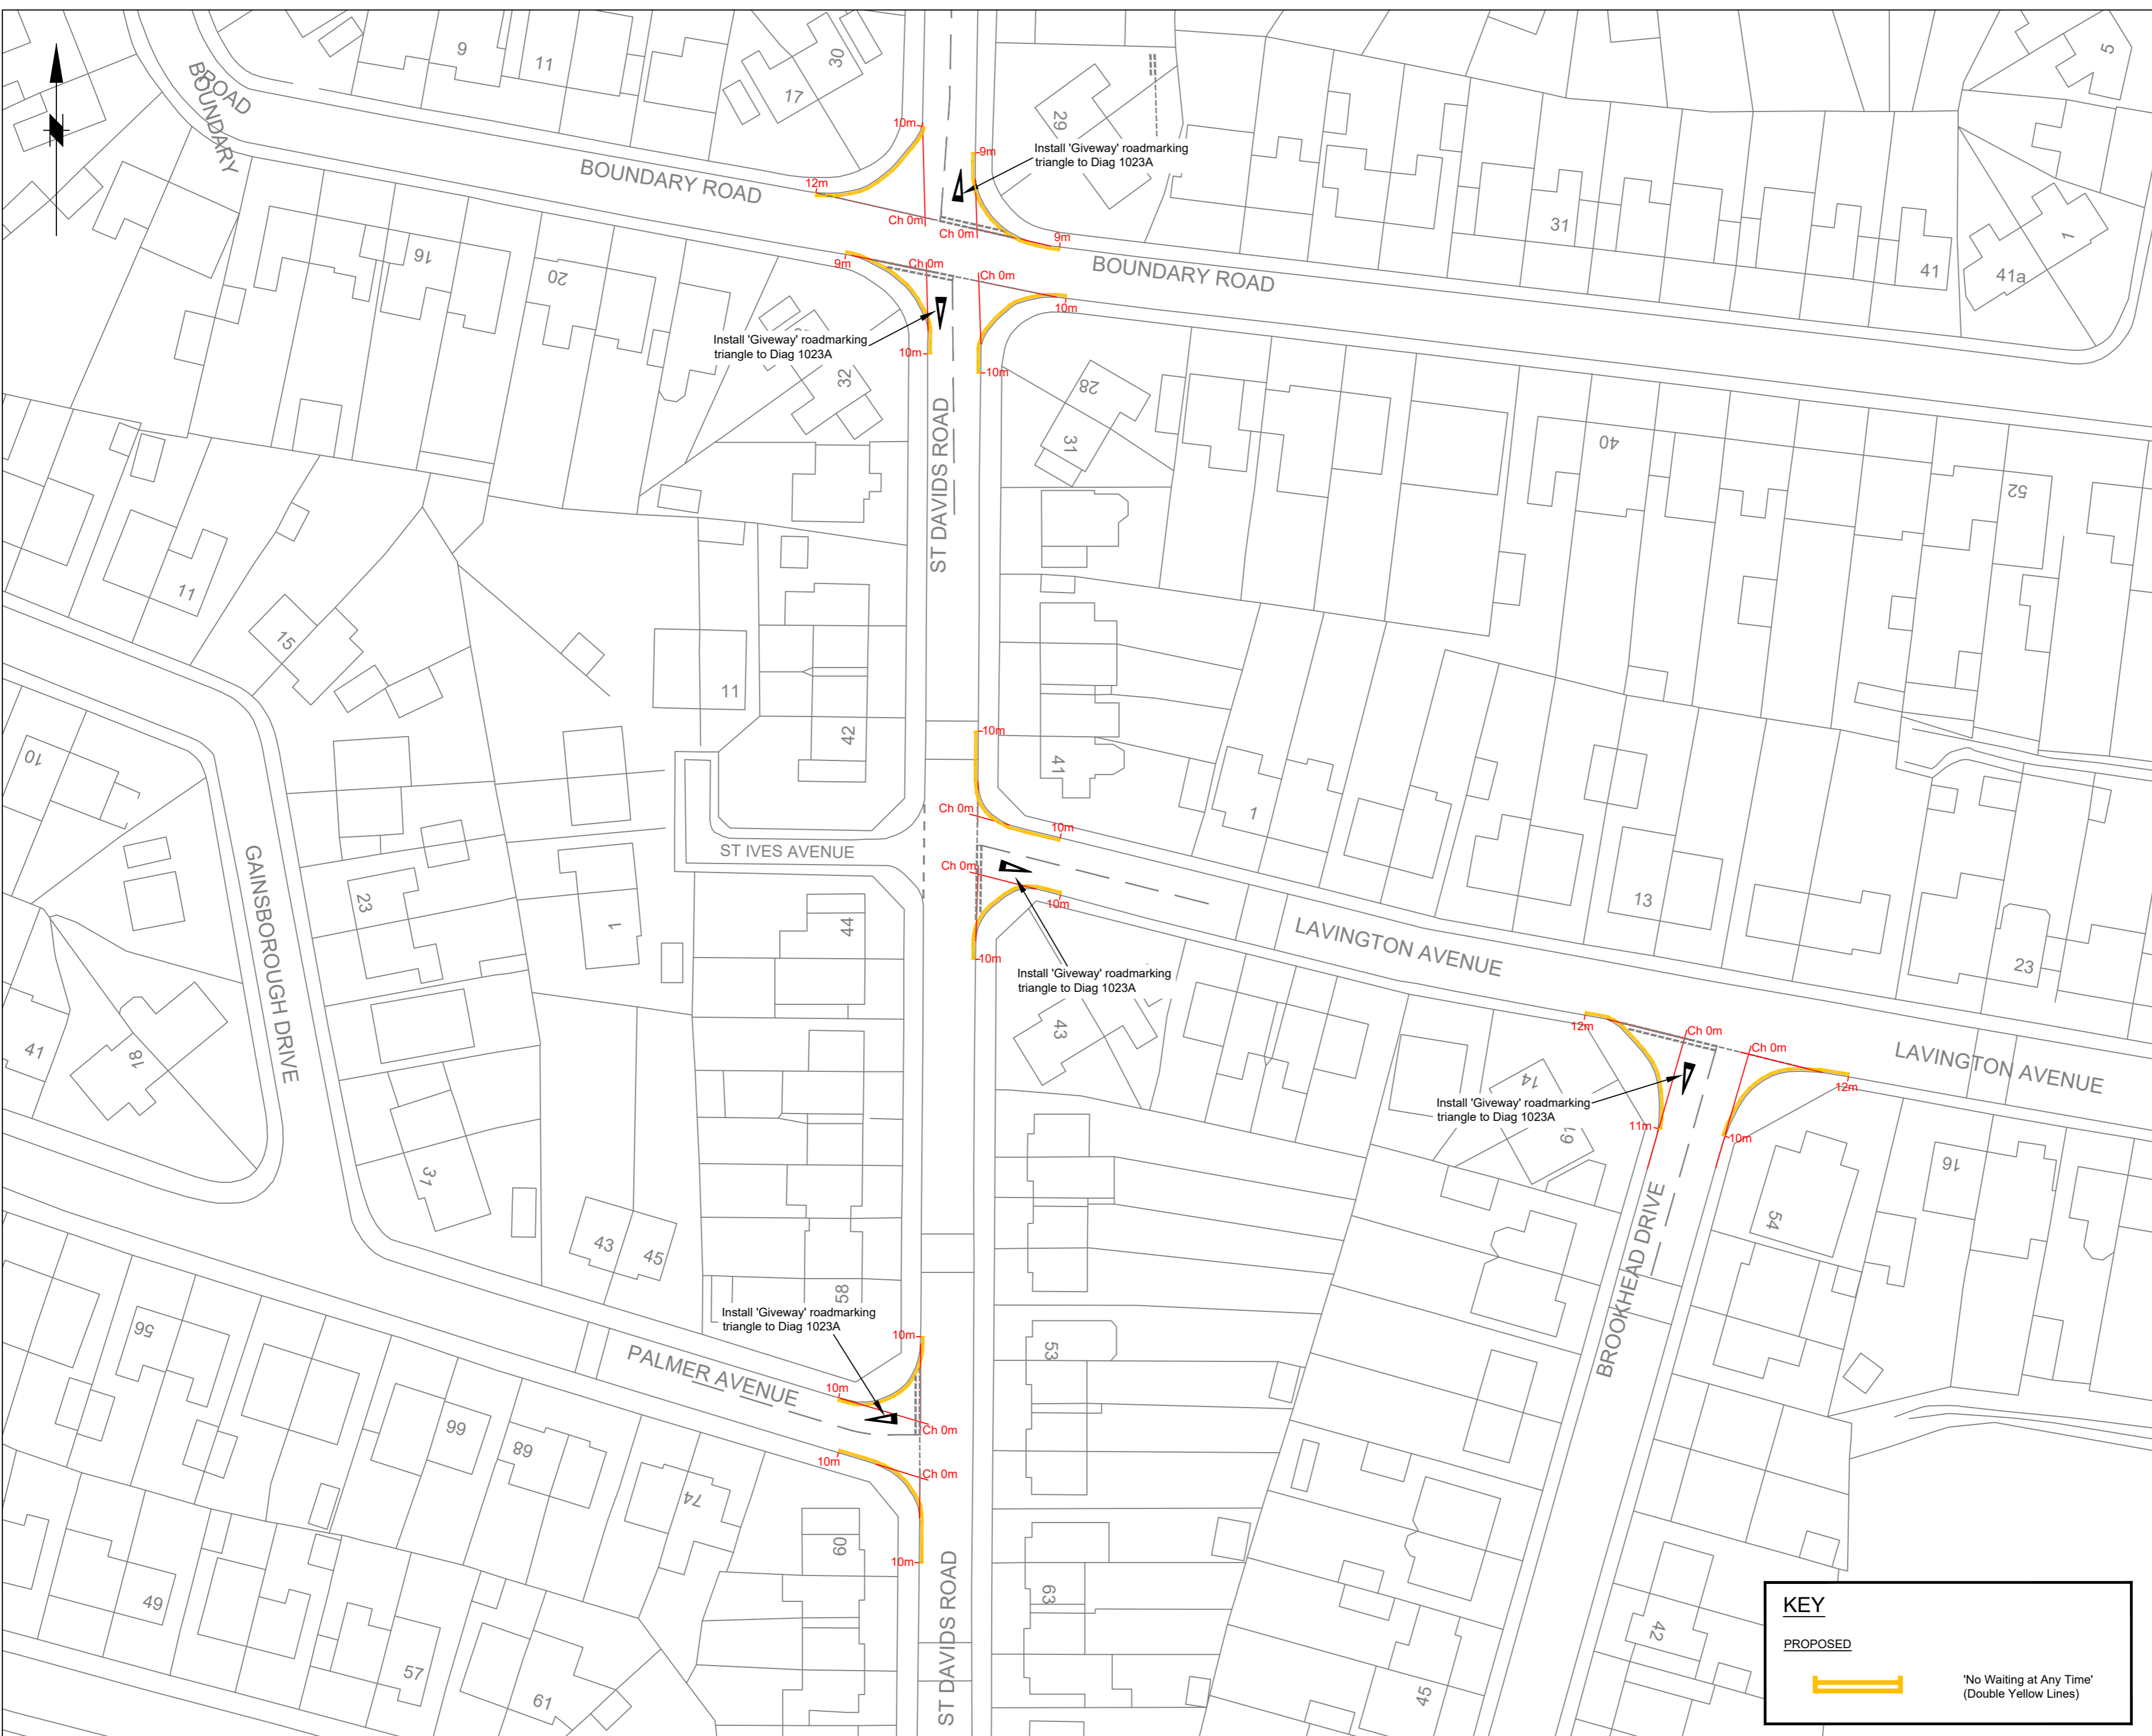 9
11
17
30
29
5
ROAD
BOUNDARY
BOUNDARY ROAD
10m
12m
Ch 0m
9m
Install 'Giveway' roadmarking
triangle to Diag 1023A
Ch 0m
9m
BOUNDARY ROAD
31
41
41a
1
16
20
9m
Ch 0m
10m
Ch 0m
10m
10m
Install 'Giveway' roadmarking
triangle to Diag 1023A
32
28
31
40
52
ST DAVIDS ROAD
11
15
11
42
41
10
10m
Ch 0m
10m
1
13
23
ST IVES AVENUE
Ch 0m
10m
10m
LAVINGTON AVENUE
Install 'Giveway' roadmarking
triangle to Diag 1023A
GAINSBOROUGH DRIVE
23
1
44
43
41
18
12m
Ch 0m
11m
Ch 0m
12m
10m
LAVINGTON AVENUE
14
19
Install 'Giveway' roadmarking
triangle to Diag 1023A
16
54
BROOKHEAD DRIVE
31
43
45
58
Install 'Giveway' roadmarking
triangle to Diag 1023A
10m
10m
Ch 0m
PALMER AVENUE
10m
Ch 0m
10m
56
66
68
74
60
53
63
49
57
61
ST DAVIDS ROAD
45
42
KEY
PROPOSED
'No Waiting at Any Time'
(Double Yellow Lines)